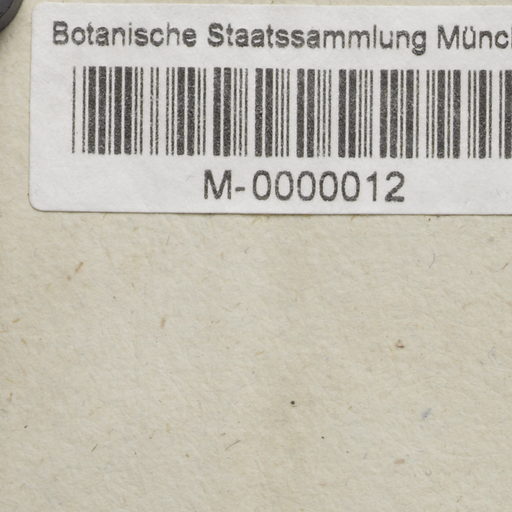 Botanische Staatssammlung Münc
M-0000012